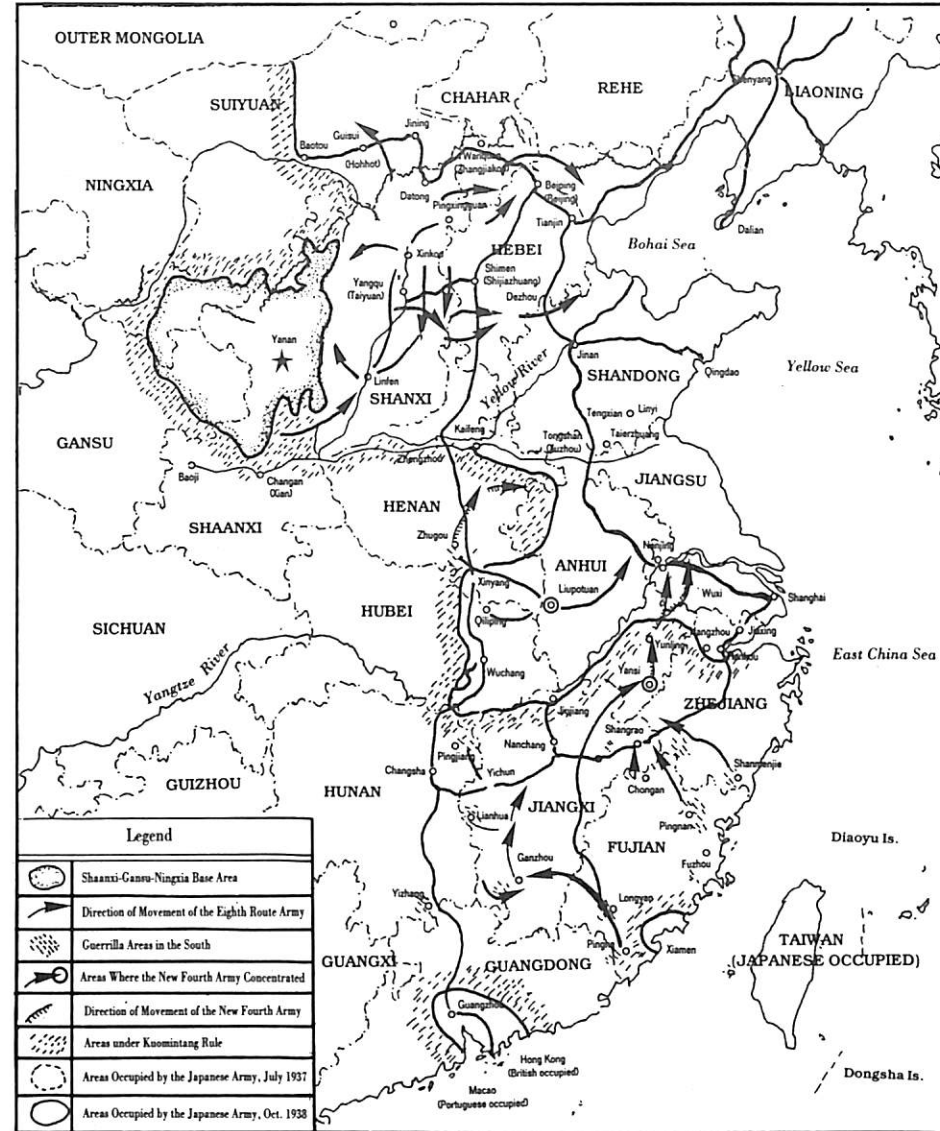 OUTER MONGOLIA
SUIYUAN
CHAHAR
REHE
Shenyang
LIAONING
Jining
Guisui
(Hohhot)
Baotou
Wanquan
(Zhangjiakou)
NINGXIA
Datong
Beiping
(Beijing)
Pingxingguan
Tianjin
Dalian
Bohai Sea
HEBEI
Xinkou
Shimen
(Shijiazhuang)
Yangqu
(Taiyuan)
Dezhou
Yanan
Jinan
Yellow Sea
Qingdao
SHANDONG
Linfen
SHANXI
Yellow River
Tengxian
Linyi
GANSU
Kaifeng
Tongshan
(Xuzhou)
Taierzhuang
Zhengzhou
Baoji
Changan
(Xian)
JIANGSU
HENAN
SHAANXI
Zhugou
Nanjing
ANHUI
Xinyang
Liupotuan
Wuxi
Shanghai
HUBEI
Qiliping
SICHUAN
Jiaxing
Yunling
East China Sea
Yangtze River
Wuchang
Yansi
Jiujiang
ZHEJIANG
Shangrao
Nanchang
Pingjiang
Changsha
Yichun
Shanmenjie
GUIZHOU
HUNAN
Chongan
JIANGXI
Lianhua
Pingnan
Diaoyu Is.
FUJIAN
Fuzhou
Ganzhou
Yizhang
Longyan
Pinghe
Xiamen
TAIWAN
(JAPANESE OCCUPIED)
GUANGXI
GUANGDONG
Guangzhou
Hong Kong
(British occupied)
Macao
(Portuguese occupied)
Dongsha Is.
Legend
Shaanxi-Gansu-Ningxia Base Area
Direction of Movement of the Eighth Route Army
Guerrilla Areas in the South
Areas Where the New Fourth Army Concentrated
Direction of Movement of the New Fourth Army
Areas under Kuomintang Rule
Areas Occupied by the Japanese Army, July 1937
Areas Occupied by the Japanese Army, Oct. 1938